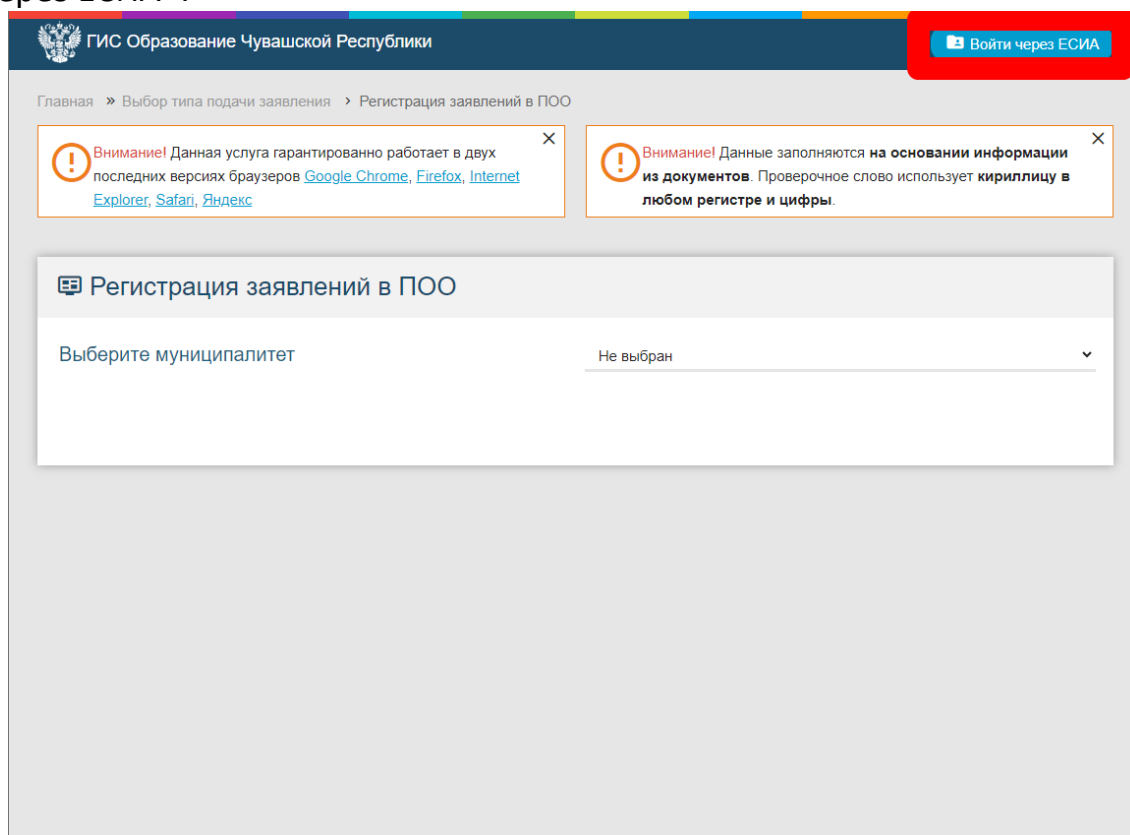 ГИС Образование Чувашской Республики
Войти через ЕСИА
Главная » Выбор типа подачи заявления › Регистрация заявлений в ПОО
Внимание! Данная услуга гарантированно работает в двух
последних версиях браузеров Google Chrome, Firefox, Internet
Explorer, Safari, Яндекс
Внимание! Данные заполняются на основании информации
из документов. Проверочное слово использует кириллицу в
любом регистре и цифры.
Регистрация заявлений в ПОО
Выберите муниципалитет
Не выбран